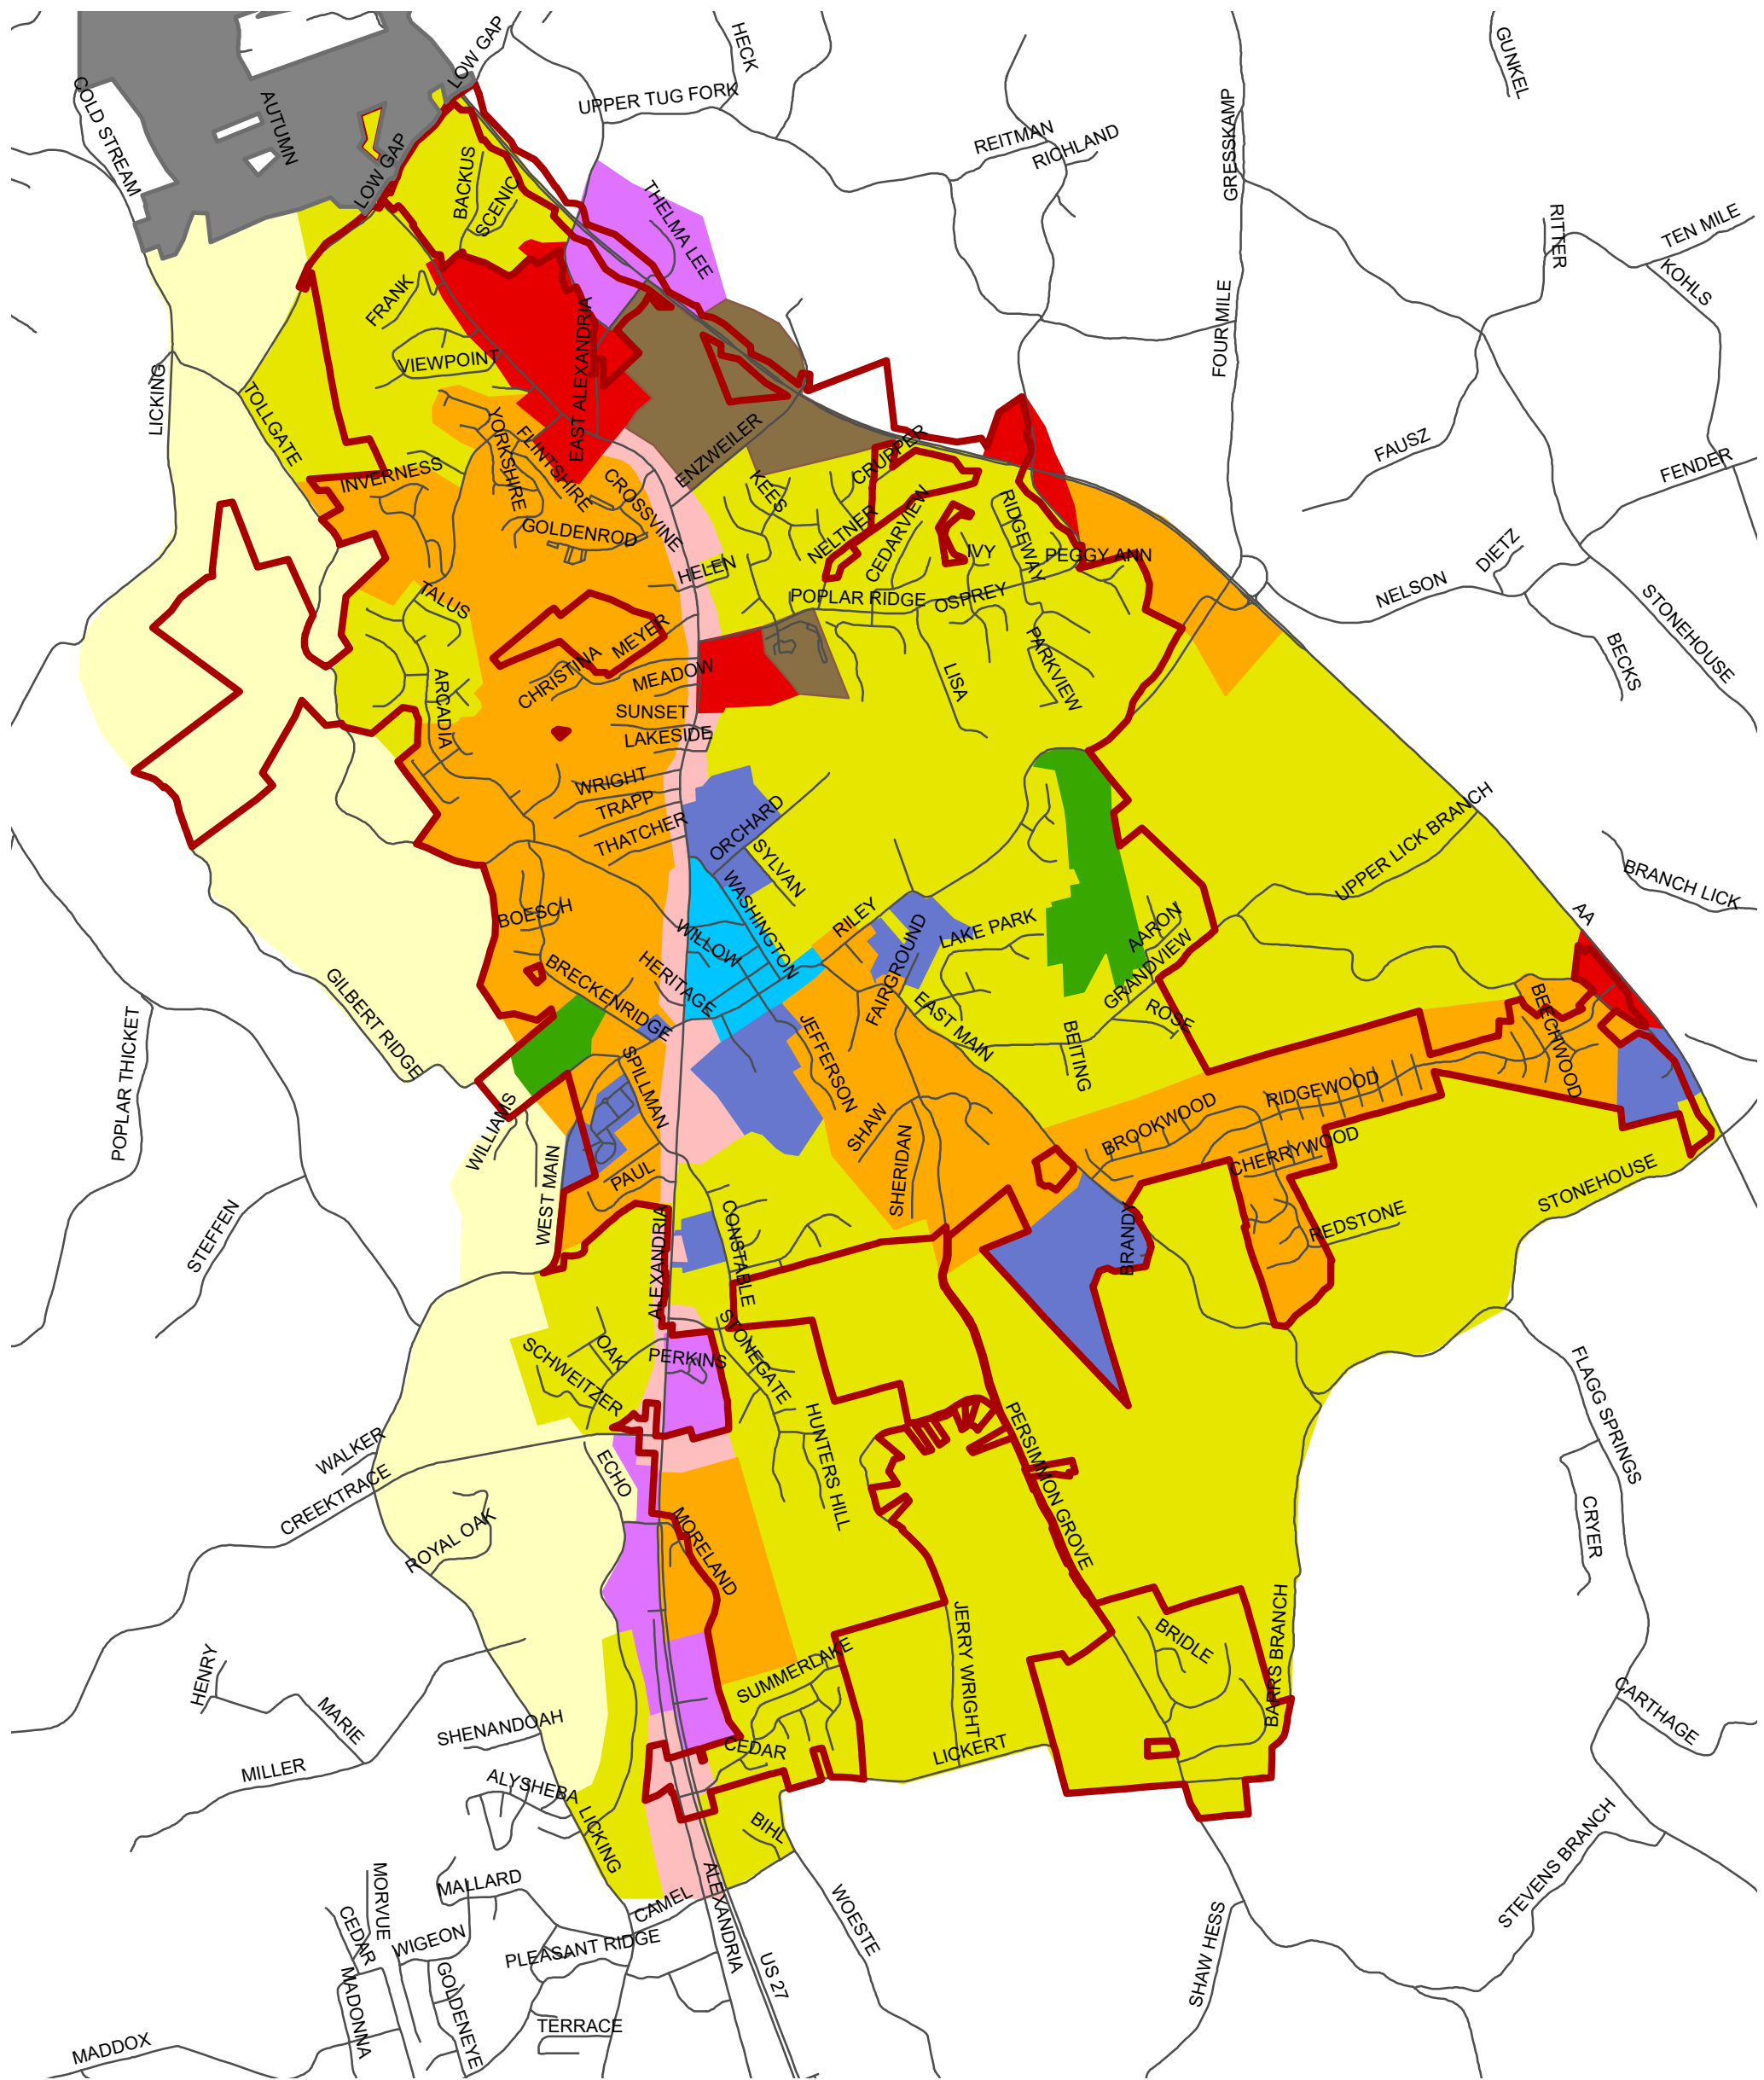 LOW GAP
HECK
GUNKEL
COLD STREAM
AUTUMN
UPPER TUG FORK
GRESSKAMP
REITMAN
RICHLAND
LOW GAP
BACKUS
SCENIC
THELMA LEE
RITTER
TEN MILE
KOHLS
FRANK
EAST ALEXANDRIA
FOUR MILE
VIEWPOINT
LICKING
TOLLGATE
YORKSHIRE
FLINTSHIRE
ENZWEILER
CRUPPER
FAUSZ
FENDER
INVERNESS
CROSSVINE
KEES
GOLDENROD
NELTNER
CEDARVIEW
RIDGEWAY
IVY
PEGGY ANN
HELEN
DIETZ
NELSON
STONEHOUSE
TALUS
POPLAR RIDGE
OSPREY
BECKS
CHRISTINA
MEYER
MEADOW
PARKVIEW
LISA
ARCADIA
SUNSET
LAKESIDE
WRIGHT
TRAPP
THATCHER
ORCHARD
SYLVAN
UPPER LICK BRANCH
BRANCH LICK
AA
WASHINGTON
BOESCH
WILLOW
RILEY
FAIRGROUND
LAKE PARK
AARON
GRANDVIEW
HERITAGE
BRECKENRIDGE
GILBERT RIDGE
EAST MAIN
ROSE
BEECHWOOD
POPLAR THICKET
JEFFERSON
BEITING
SPILLMAN
RIDGEWOOD
BROOKWOOD
SHAW
WILLIAMS
CHERRYWOOD
PAUL
SHERIDAN
STONEHOUSE
WEST MAIN
STEFFEN
CONSTABLE
BRANDY
REDSTONE
ALEXANDRIA
STONEGATE
OAK
PERKINS
SCHWEITZER
FLAGG SPRINGS
HUNTERS HILL
PERSIMMON GROVE
WALKER
CREEKTRACE
ECHO
CRYER
ROYAL OAK
MORELAND
JERRY WRIGHT
BRIDLE
BARRS BRANCH
HENRY
MARIE
SUMMERLAKE
CARTHAGE
SHENANDOAH
CEDAR
LICKERT
MILLER
ALYSHEBA
LICKING
BIHL
STEVENS BRANCH
MORVUE
MALLARD
CAMEL
ALEXANDRIA
WOESTE
CEDAR
WIGEON
PLEASANT RIDGE
SHAW HESS
US 27
MADONNA
GOLDENEYE
TERRACE
MADDOX